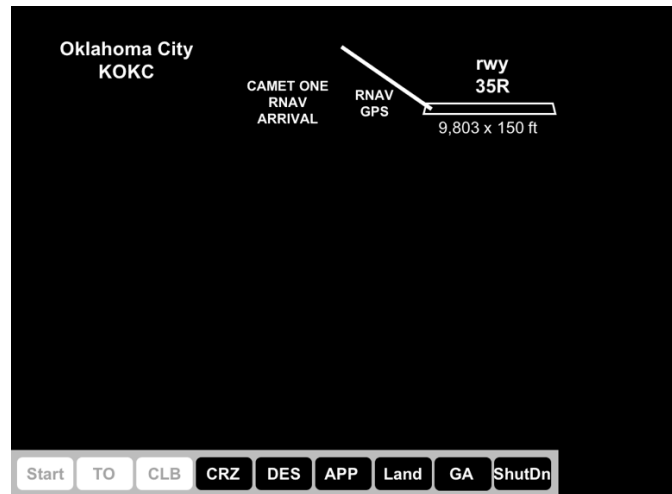 Oklahoma City
KOKC
CAMET ONE
RNAV
ARRIVAL
RNAV
GPS
rwy
35R
9,803 x 150 ft
Start TO CLB CRZ DES APP Land GA ShutDn